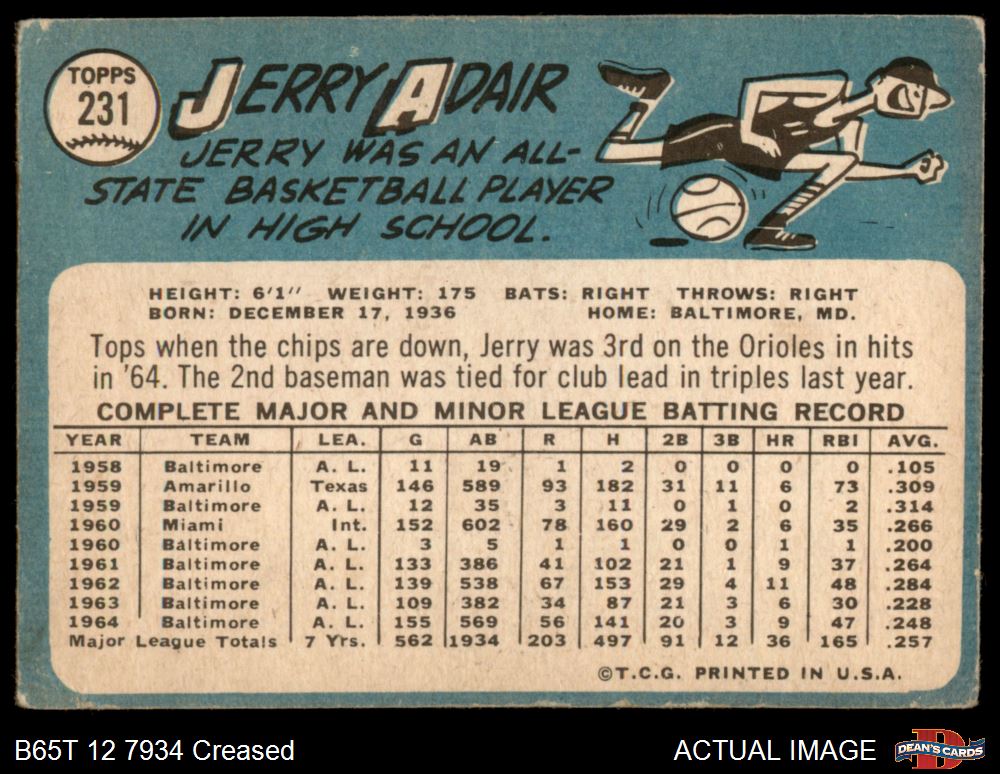 TOPPS
231
JERRY ADAIR
JERRY WAS AN ALL-
STATE BASKETBALL PLAYER
IN HIGH SCHOOL.
HEIGHT: 6'1" WEIGHT: 175 BATS: RIGHT THROWS: RIGHT
BORN: DECEMBER 17, 1936 HOME: BALTIMORE, MD.
Tops when the chips are down, Jerry was 3rd on the Orioles in hits
in '64. The 2nd baseman was tied for club lead in triples last year.
COMPLETE MAJOR AND MINOR LEAGUE BATTING RECORD
YEAR TEAM LEA. G AB R H 2B 3B HR RBI AVG.
1958 Baltimore A. L. 11 19 1 2 0 0 0 0 .105
1959 Amarillo Texas 146 589 93 182 31 11 6 73 .309
1959 Baltimore A. L. 12 35 3 11 0 1 0 2 .314
1960 Miami Int. 152 602 78 160 29 2 6 35 .266
1960 Baltimore A. L. 3 5 1 1 0 0 1 1 .200
1961 Baltimore A. L. 133 386 41 102 21 1 9 37 .264
1962 Baltimore A. L. 139 538 67 153 29 4 11 48 .284
1963 Baltimore A. L. 109 382 34 87 21 3 6 30 .228
1964 Baltimore A. L. 155 569 56 141 20 3 9 47 .248
Major League Totals 7 Yrs. 562 1934 203 497 91 12 36 165 .257
©T.C.G. PRINTED IN U.S.A.
B65T 12 7934 Creased ACTUAL IMAGE D DEAN'S CARDS